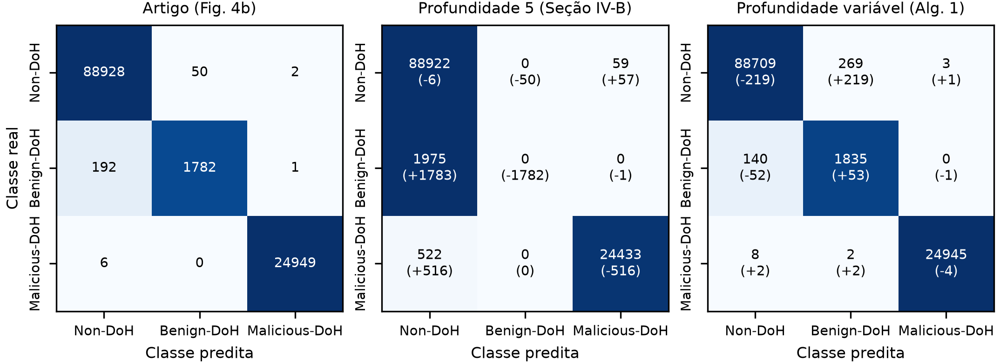 Artigo (Fig. 4b)
Classe real
Non-DoH
Benign-DoH
Malicious-DoH
88928 50 2
192 1782 1
6 0 24949
Non-DoH Benign-DoH Malicious-DoH
Classe predita
Profundidade 5 (Seção IV-B)
Non-DoH
Benign-DoH
Malicious-DoH
88922 0 59
(-6) (-50) (+57)
1975 0 0
(+1783) (-1782) (-1)
522 0 24433
(+516) (0) (-516)
Non-DoH Benign-DoH Malicious-DoH
Classe predita
Profundidade variável (Alg. 1)
Non-DoH
Benign-DoH
Malicious-DoH
88709 269 3
(-219) (+219) (+1)
140 1835 0
(-52) (+53) (-1)
8 2 24945
(+2) (+2) (-4)
Non-DoH Benign-DoH Malicious-DoH
Classe predita